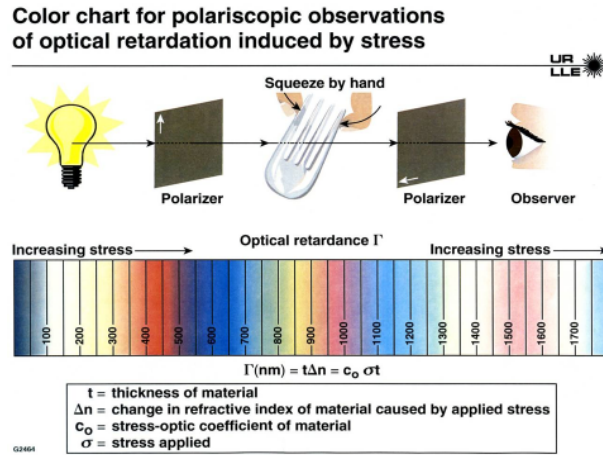 Color chart for polariscopic observations
of optical retardation induced by stress
UR
LLE
Squeeze by hand
Polarizer
Polarizer
Observer
Increasing stress
Optical retardance Γ
Increasing stress
100 200 300 400 500 600 700 800 900 1000 1100 1200 1300 1400 1500 1600 1700
Γ(nm) = tΔn = c₀ σt
t = thickness of material
Δn = change in refractive index of material caused by applied stress
c₀ = stress-optic coefficient of material
σ = stress applied
G2464